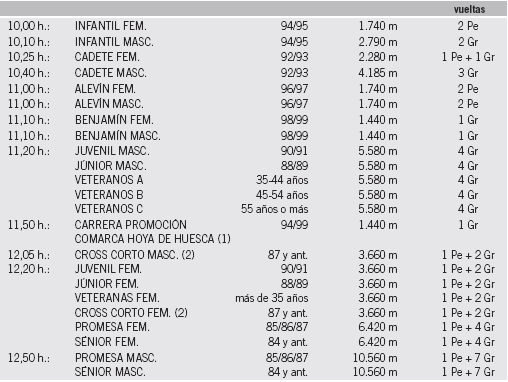 vueltas
10,00 h.: INFANTIL FEM. 94/95 1.740 m 2 Pe
10,10 h.: INFANTIL MASC. 94/95 2.790 m 2 Gr
10,25 h.: CADETE FEM. 92/93 2.280 m 1 Pe + 1 Gr
10,40 h.: CADETE MASC. 92/93 4.185 m 3 Gr
11,00 h.: ALEVÍN FEM. 96/97 1.740 m 2 Pe
11,00 h.: ALEVÍN MASC. 96/97 1.740 m 2 Pe
11,10 h.: BENJAMÍN FEM. 98/99 1.440 m 1 Gr
11,10 h.: BENJAMÍN MASC. 98/99 1.440 m 1 Gr
11,20 h.: JUVENIL MASC. 90/91 5.580 m 4 Gr
JÚNIOR MASC. 88/89 5.580 m 4 Gr
VETERANOS A 35-44 años 5.580 m 4 Gr
VETERANOS B 45-54 años 5.580 m 4 Gr
VETERANOS C 55 años o más 5.580 m 4 Gr
11,50 h.: CARRERA PROMOCIÓN 94/99 1.440 m 1 Gr
COMARCA HOYA DE HUESCA (1)
12,05 h.: CROSS CORTO MASC. (2) 87 y ant. 3.660 m 1 Pe + 2 Gr
12,20 h.: JUVENIL FEM. 90/91 3.660 m 1 Pe + 2 Gr
JÚNIOR FEM. 88/89 3.660 m 1 Pe + 2 Gr
VETERANAS FEM. más de 35 años 3.660 m 1 Pe + 2 Gr
CROSS CORTO FEM. (2) 87 y ant. 3.660 m 1 Pe + 2 Gr
PROMESA FEM. 85/86/87 6.420 m 1 Pe + 4 Gr
SÉNIOR FEM. 84 y ant. 6.420 m 1 Pe + 4 Gr
12,50 h.: PROMESA MASC. 85/86/87 10.560 m 1 Pe + 7 Gr
SÉNIOR MASC. 84 y ant. 10.560 m 1 Pe + 7 Gr